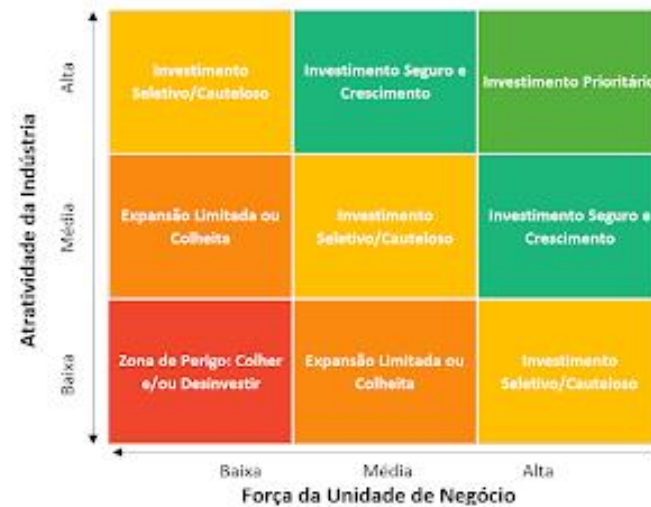 Atratividade da Indústria
Alta
Média
Baixa
Investimento
Seletivo/Cauteloso
Investimento Seguro e
Crescimento
Investimento Prioritário
Expansão Limitada ou
Colheita
Investimento
Seletivo/Cauteloso
Investimento Seguro e
Crescimento
Zona de Perigo: Colher
e/ou Desinvestir
Expansão Limitada ou
Colheita
Investimento
Seletivo/Cauteloso
Baixa
Média
Alta
Força da Unidade de Negócio